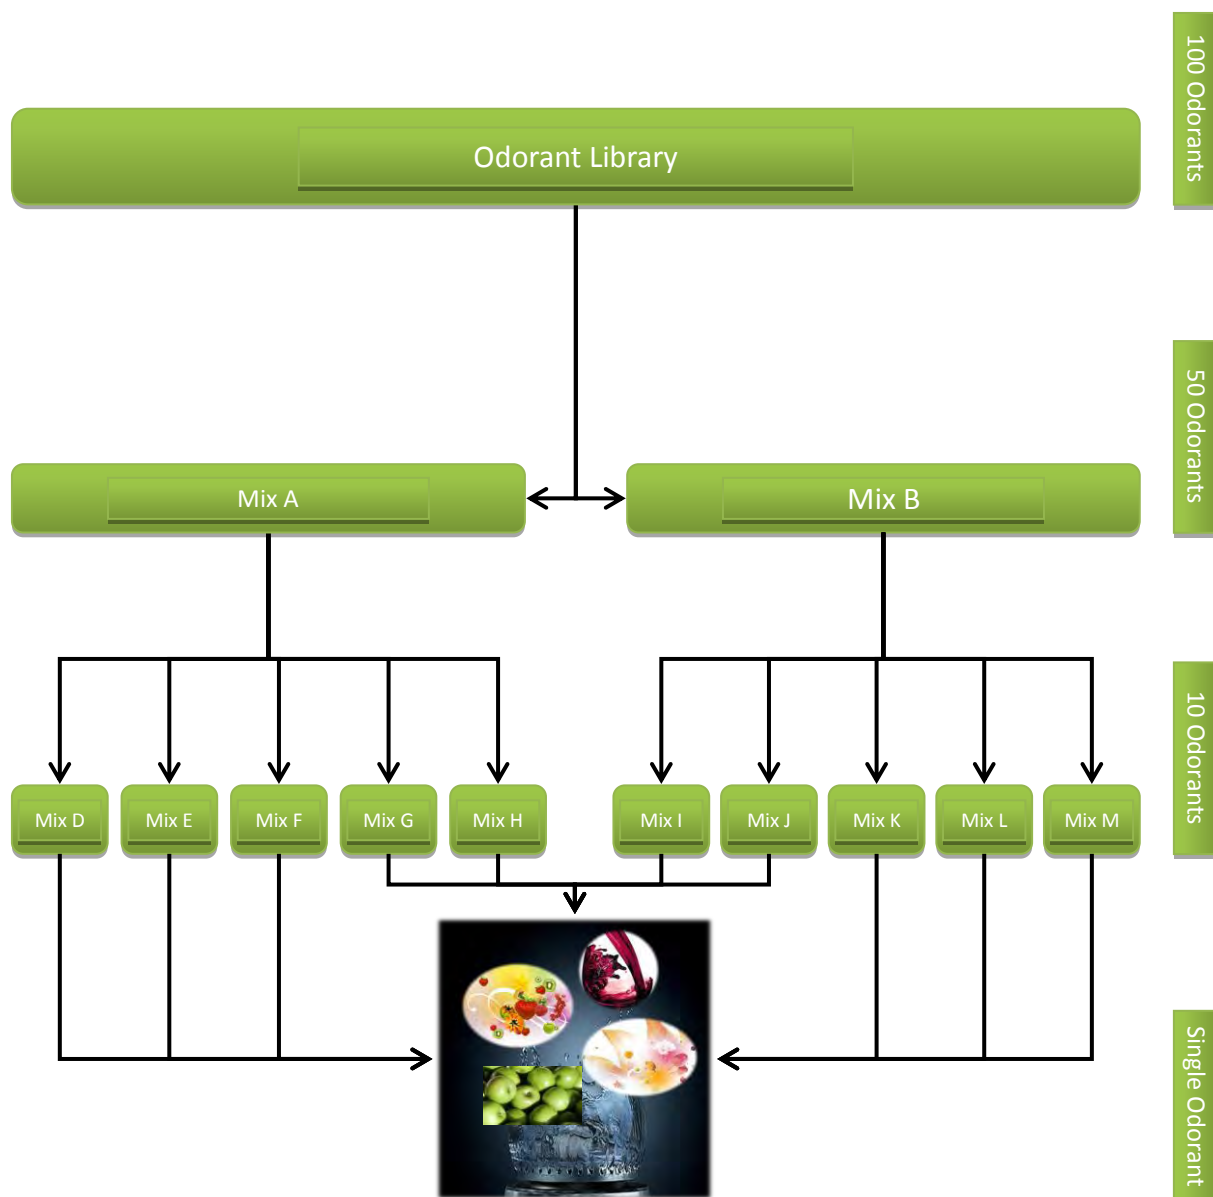 100 Odorants
Odorant Library
50 Odorants
Mix A
Mix B
10 Odorants
Mix D
Mix E
Mix F
Mix G
Mix H
Mix I
Mix J
Mix K
Mix L
Mix M
Single Odorant